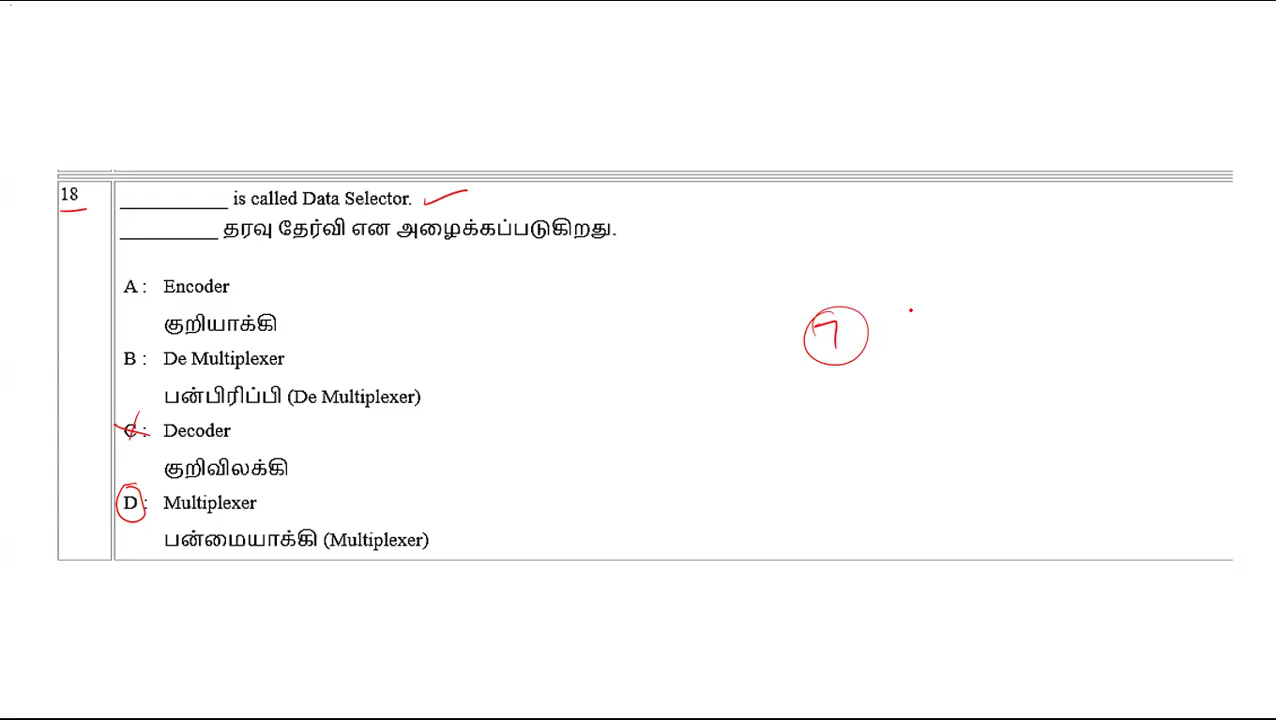 18
__________ is called Data Selector.
__________ தரவு தேர்வி என அழைக்கப்படுகிறது.
A : Encoder
குறியாக்கி
B : De Multiplexer
பன்பிரிப்பி (De Multiplexer)
C : Decoder
குறிவிலக்கி
D : Multiplexer
பன்மையாக்கி (Multiplexer)
7